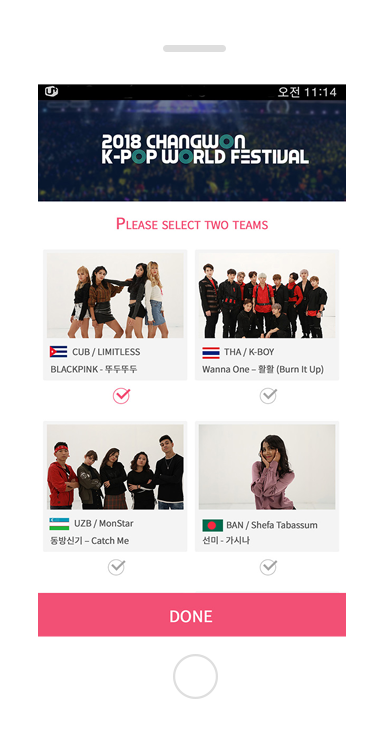 오전 11:14
2018 CHANGWON
K-POP WORLD FESTIVAL
PLEASE SELECT TWO TEAMS
CUB / LIMITLESS
BLACKPINK - 뚜두뚜두
THA / K-BOY
Wanna One – 활활 (Burn It Up)
UZB / MonStar
동방신기 – Catch Me
BAN / Shefa Tabassum
선미 - 가시나
DONE